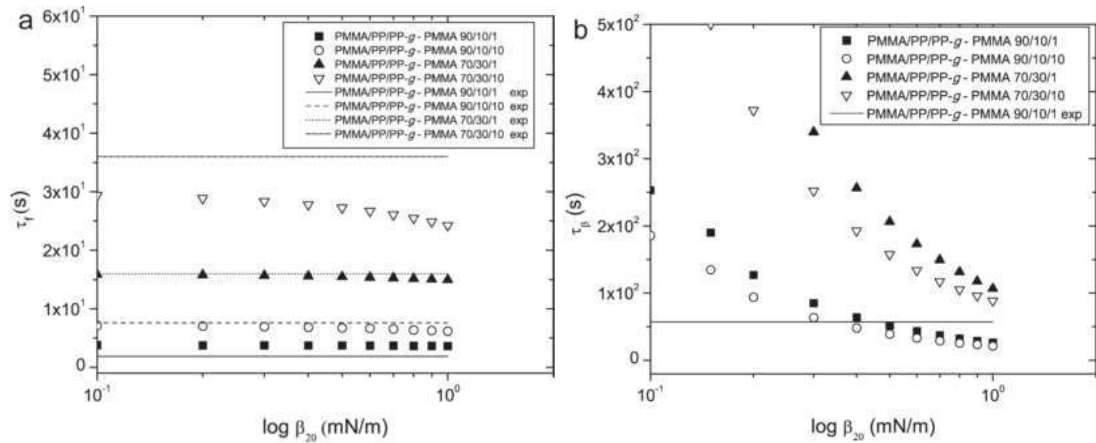 a
6x10¹
5x10¹
4x10¹
3x10¹
2x10¹
1x10¹
0
τf (s)
PMMA/PP/PP-g - PMMA 90/10/1
PMMA/PP/PP-g - PMMA 90/10/10
PMMA/PP/PP-g - PMMA 70/30/1
PMMA/PP/PP-g - PMMA 70/30/10
PMMA/PP/PP-g - PMMA 90/10/1 exp
PMMA/PP/PP-g - PMMA 90/10/10 exp
PMMA/PP/PP-g - PMMA 70/30/1 exp
PMMA/PP/PP-g - PMMA 70/30/10 exp
10⁻¹ 10⁰
log β₂₀ (mN/m)
b
5x10²
4x10²
3x10²
2x10²
1x10²
0
τβ (s)
PMMA/PP/PP-g - PMMA 90/10/1
PMMA/PP/PP-g - PMMA 90/10/10
PMMA/PP/PP-g - PMMA 70/30/1
PMMA/PP/PP-g - PMMA 70/30/10
PMMA/PP/PP-g - PMMA 90/10/1 exp
10⁻¹ 10⁰
log β₂₀ (mN/m)